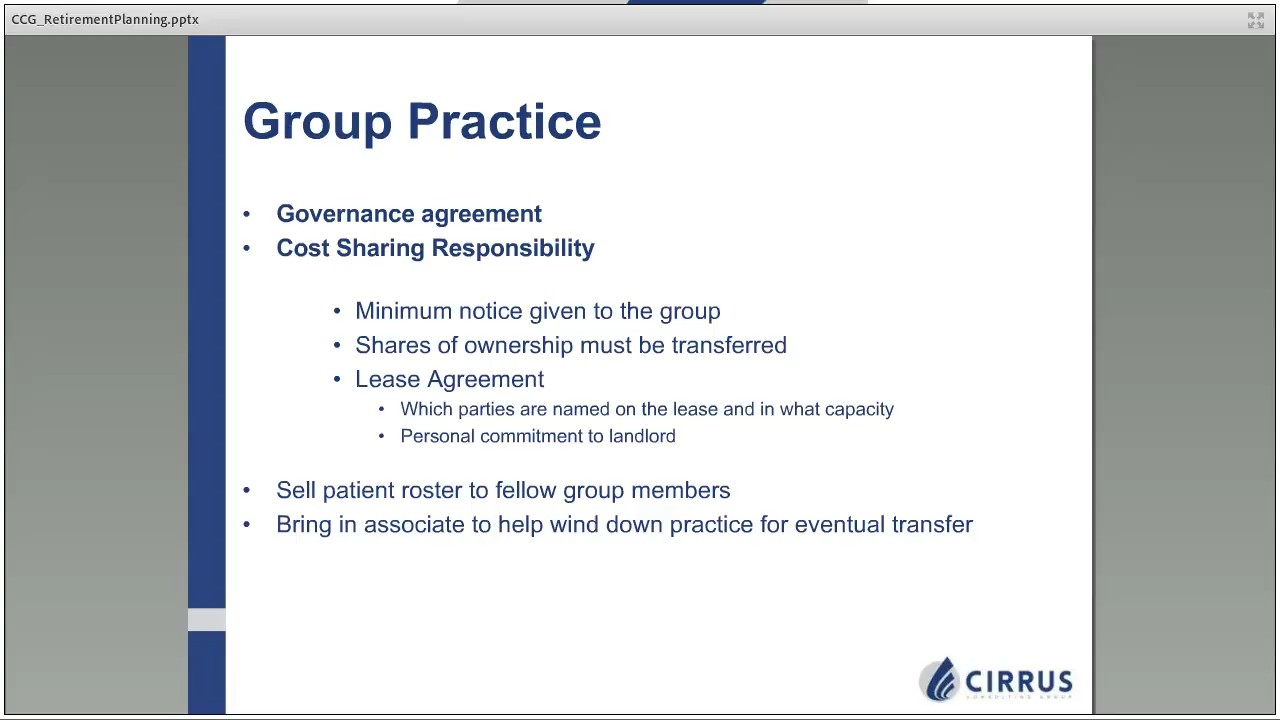 CCG_RetirementPlanning.pptx
Group Practice
• Governance agreement
• Cost Sharing Responsibility
• Minimum notice given to the group
• Shares of ownership must be transferred
• Lease Agreement
• Which parties are named on the lease and in what capacity
• Personal commitment to landlord
• Sell patient roster to fellow group members
• Bring in associate to help wind down practice for eventual transfer
CIRRUS
CONSULTING GROUP